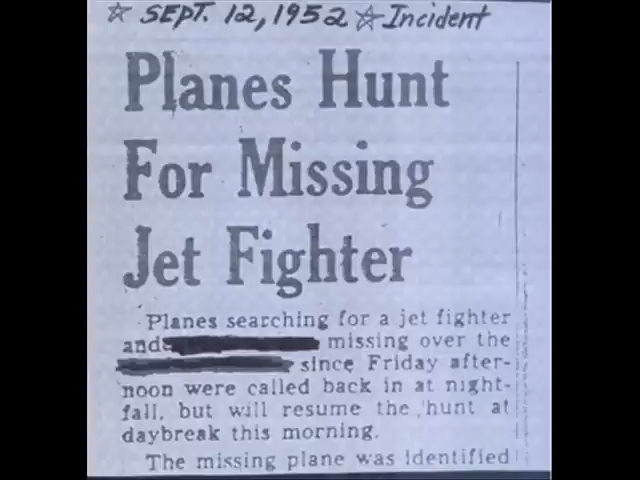 ☆ SEPT. 12, 1952 ☆ Incident
Planes Hunt
For Missing
Jet Fighter
Planes searching for a jet fighter
and missing over the
since Friday after-
noon were called back in at night-
fall, but will resume the hunt at
daybreak this morning.
The missing plane was identified